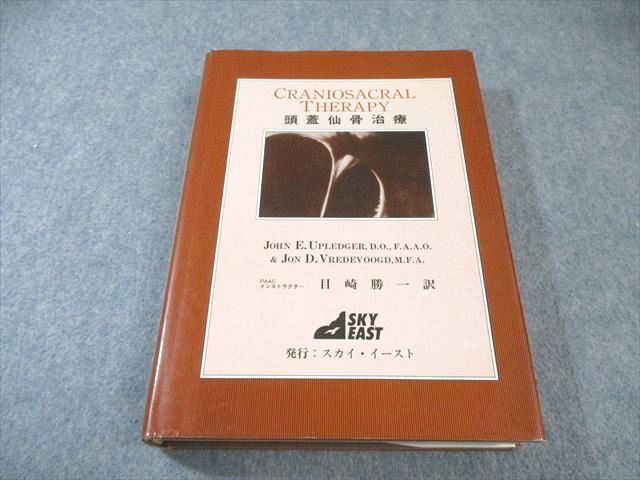 CRANIOSACRAL
THERAPY
頭蓋仙骨治療
JOHN E. UPLEDGER, D.O., F.A.A.O.
& JON D. VREDEVOOGD, M.F.A.
PAAC
インストラクター 目崎勝一訳
SKY
EAST
発行：スカイ・イースト